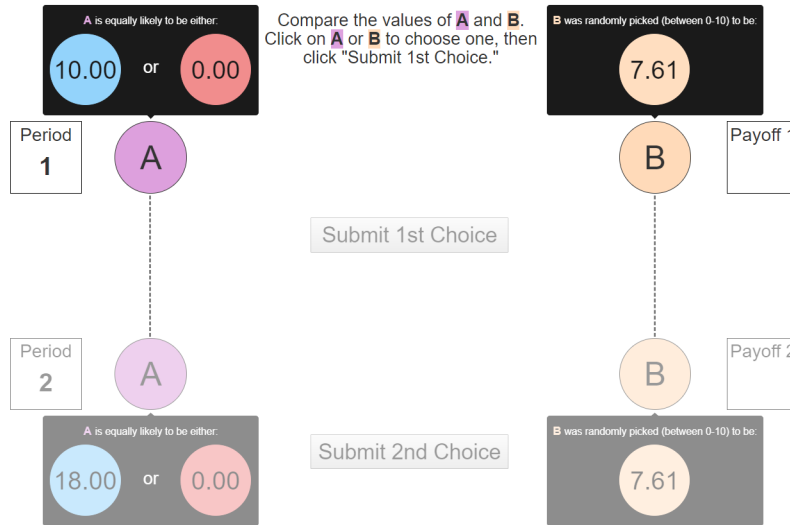 A is equally likely to be either:
10.00 or 0.00
Compare the values of A and B.
Click on A or B to choose one, then
click "Submit 1st Choice."
B was randomly picked (between 0-10) to be:
7.61
Period
1
A
B
Payoff 1
Submit 1st Choice
Period
2
A
B
Payoff 2
Submit 2nd Choice
A is equally likely to be either:
18.00 or 0.00
B was randomly picked (between 0-10) to be:
7.61